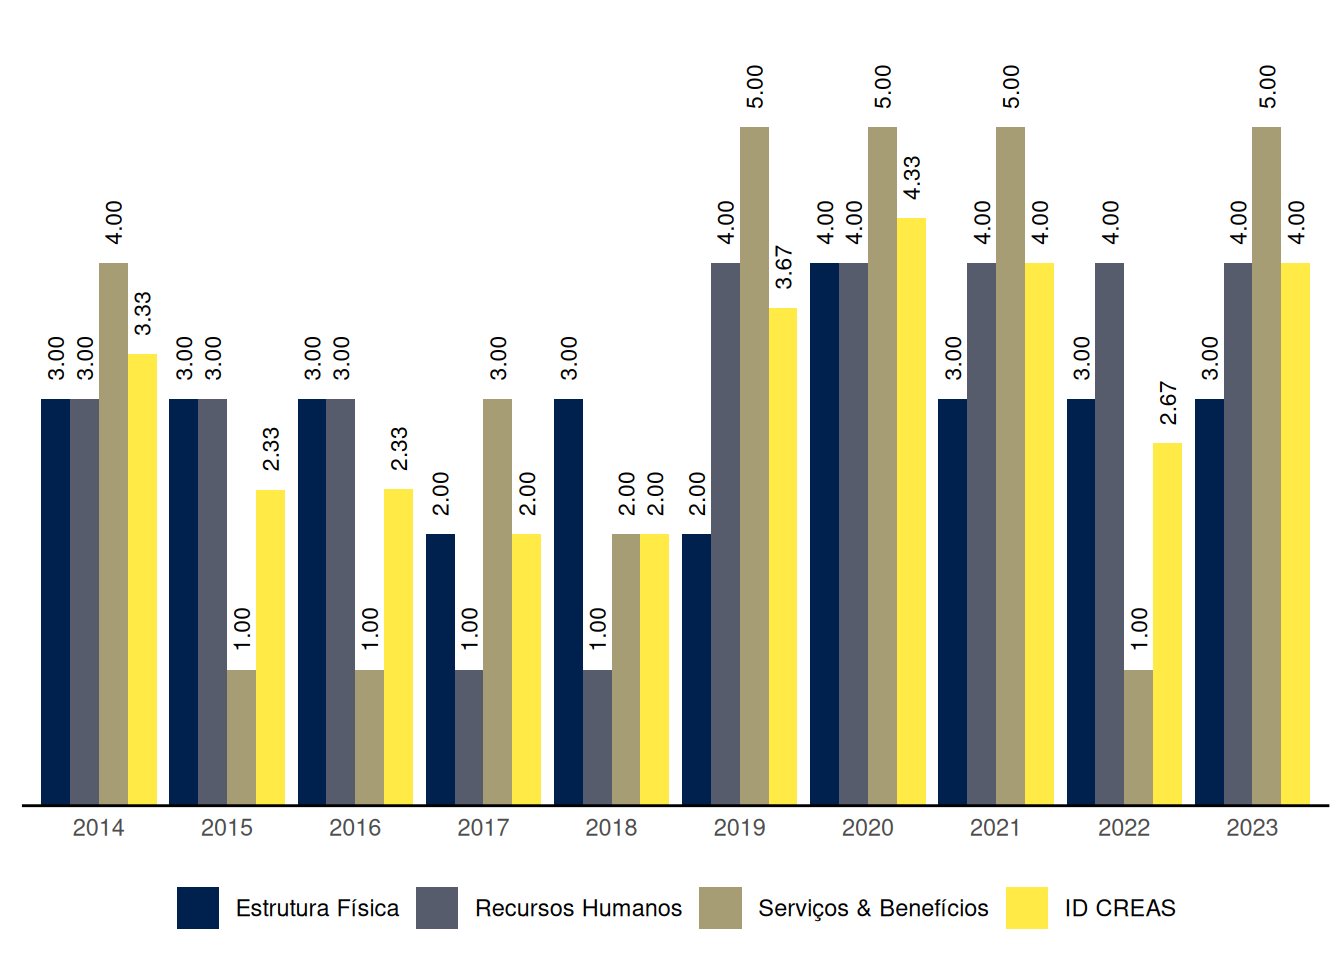 5.00 5.00 5.00 5.00
4.33
4.00 4.00 4.00 4.00 4.00 4.00 4.00 4.00 4.00
3.67
3.33
3.00 3.00 3.00 3.00 3.00 3.00 3.00 3.00 3.00 3.00 3.00
2.67
2.33 2.33
2.00 2.00 2.00 2.00 2.00
1.00 1.00 1.00 1.00 1.00
2014 2015 2016 2017 2018 2019 2020 2021 2022 2023
Estrutura Física Recursos Humanos Serviços & Benefícios ID CREAS